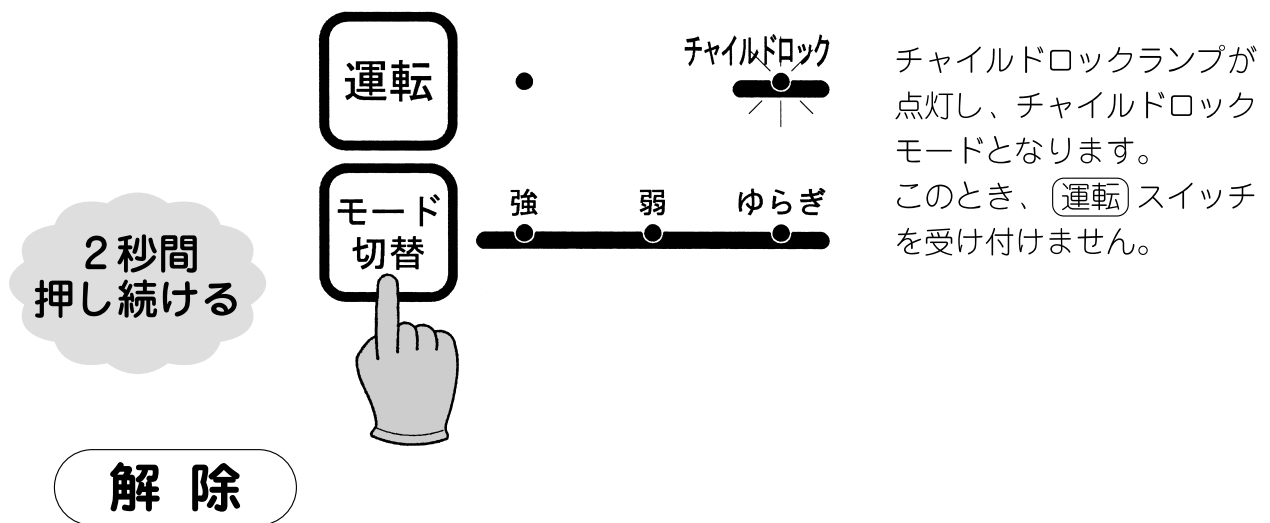 運転
チャイルドロック
モード
切替
強 弱 ゆらぎ
2秒間
押し続ける
チャイルドロックランプが
点灯し、チャイルドロック
モードとなります。
このとき、運転スイッチ
を受け付けません。
解除